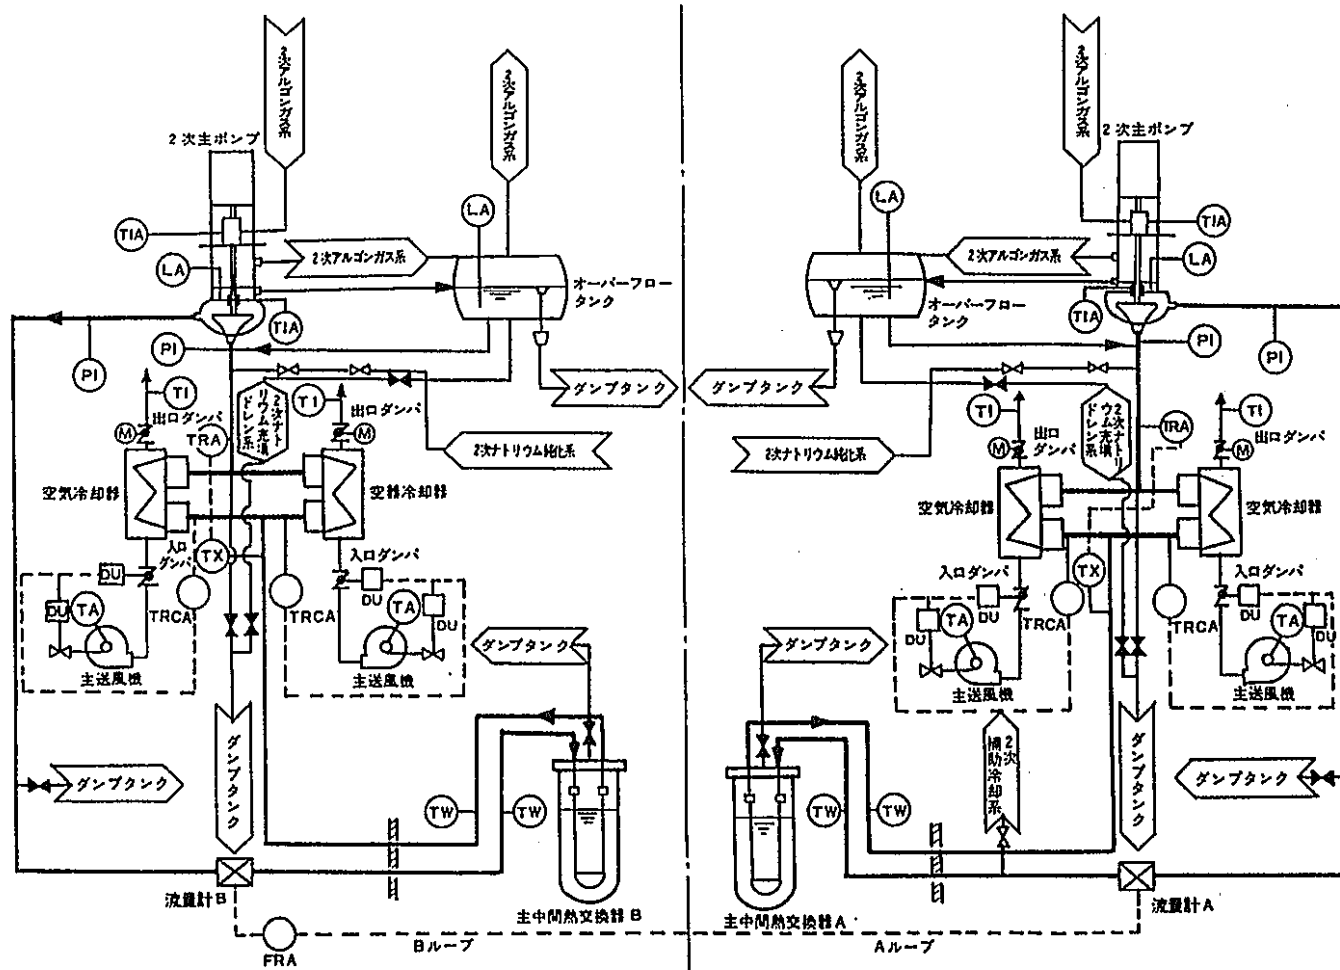 2次アルゴンガス系
2次アルゴンガス系
2次主ポンプ
TIA
LA
LA
2次アルゴンガス系
オーバーフロー
タンク
TIA
PI
PI
ダンプタンク
TI
出口ダンパ
M
TRA
2次ナト
リウム充填
ドレン系
TI
出口ダンパ
M
2次ナトリウム純化系
空気冷却器
空器冷却器
入口
ダンパ
TX
入口ダンパ
DU
DU
TA
TRCA
TRCA
TA
DU
DU
主送風機
主送風機
ダンプタンク
ダンプタンク
ダンプタンク
TW
TW
流量計B
主中間熱交換器B
FRA
Bループ
2次アルゴンガス系
2次アルゴンガス系
2次主ポンプ
LA
TIA
2次アルゴンガス系
LA
オーバーフロー
タンク
TIA
PI
PI
ダンプタンク
TI
出口
ダンパ
M
2次ナトリ
ウム充填
ドレン系
TRA
TI
出口ダンパ
M
2次ナトリウム純化系
空気冷却器
空気冷却器
入口ダンパ
TX
入口ダンパ
DU
DU
TA
TRCA
TRCA
TA
DU
DU
主送風機
主送風機
ダンプタンク
2次
補助冷却系
ダンプタンク
ダンプタンク
TW
TW
流量計A
主中間熱交換器A
Aループ